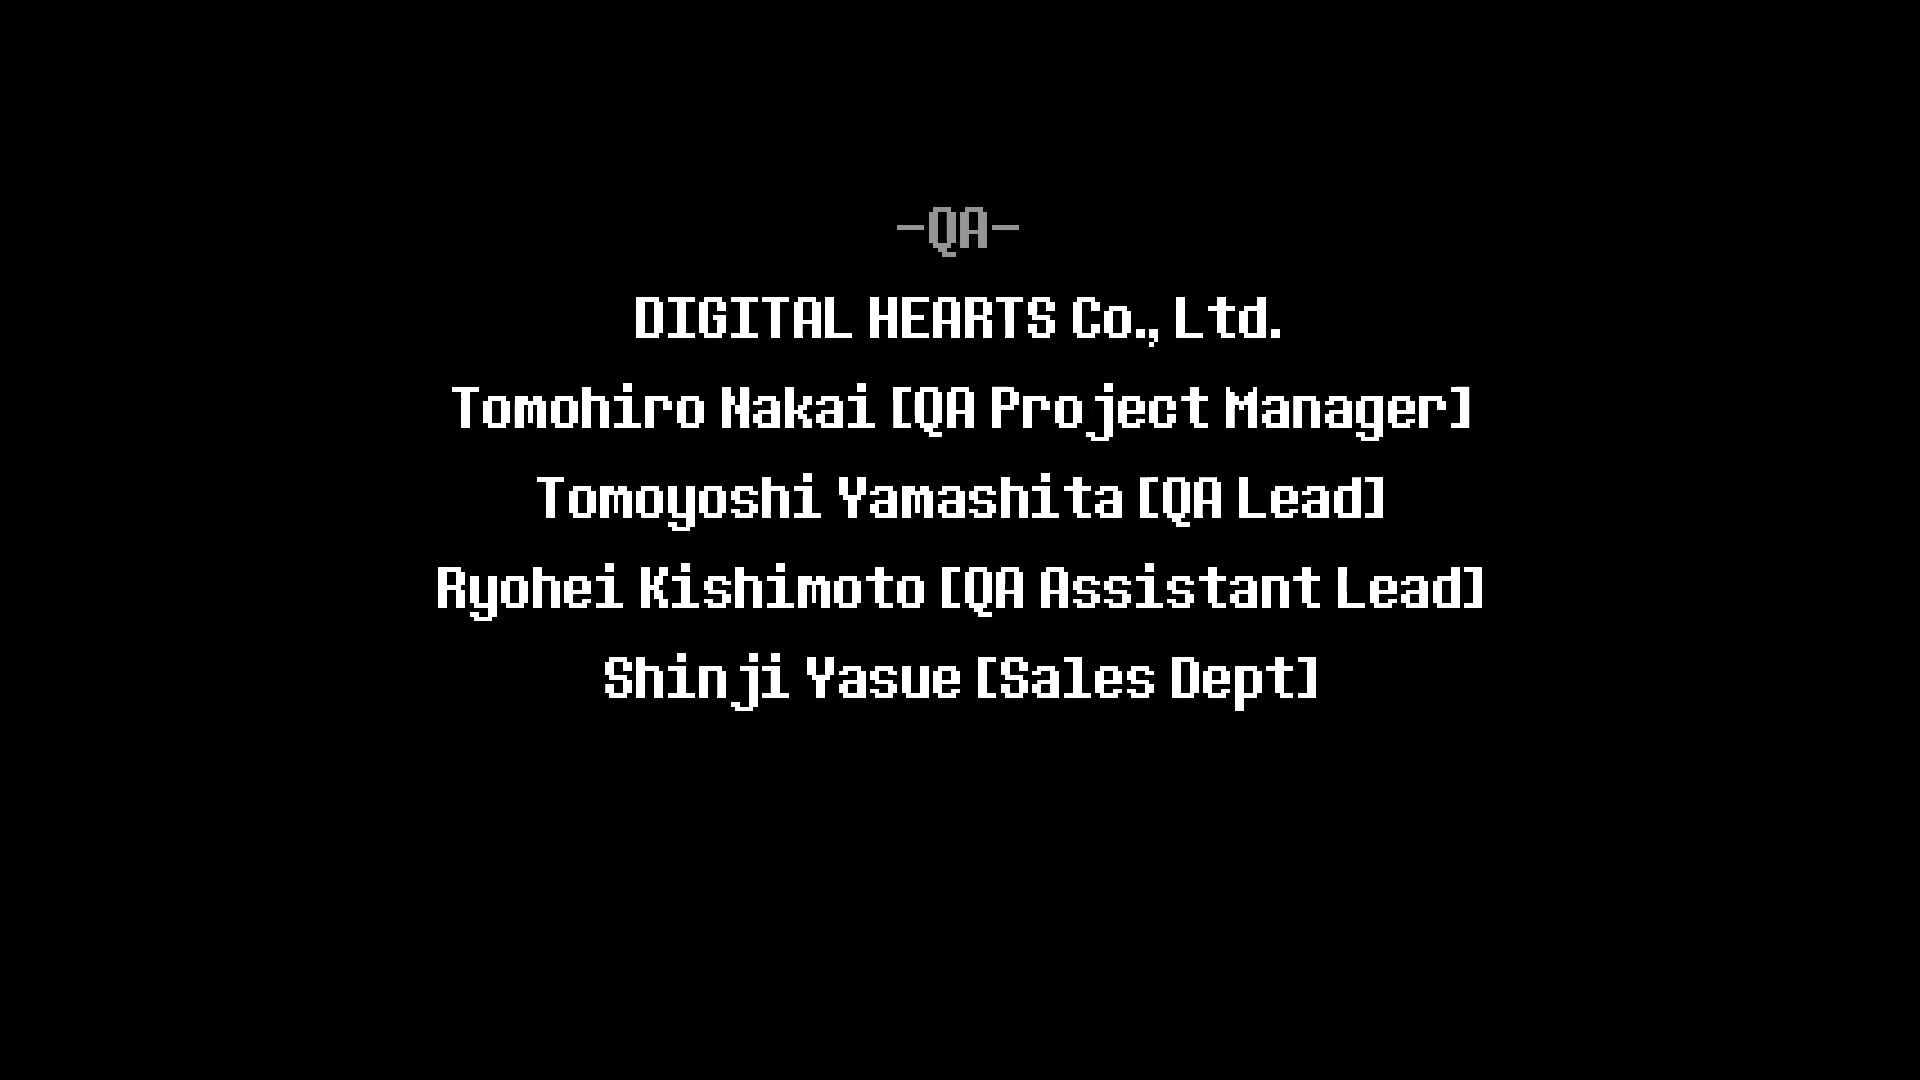 -QA-
DIGITAL HEARTS Co., Ltd.
Tomohiro Nakai [QA Project Manager]
Tomoyoshi Yamashita [QA Lead]
Ryohei Kishimoto [QA Assistant Lead]
Shinji Yasue [Sales Dept]